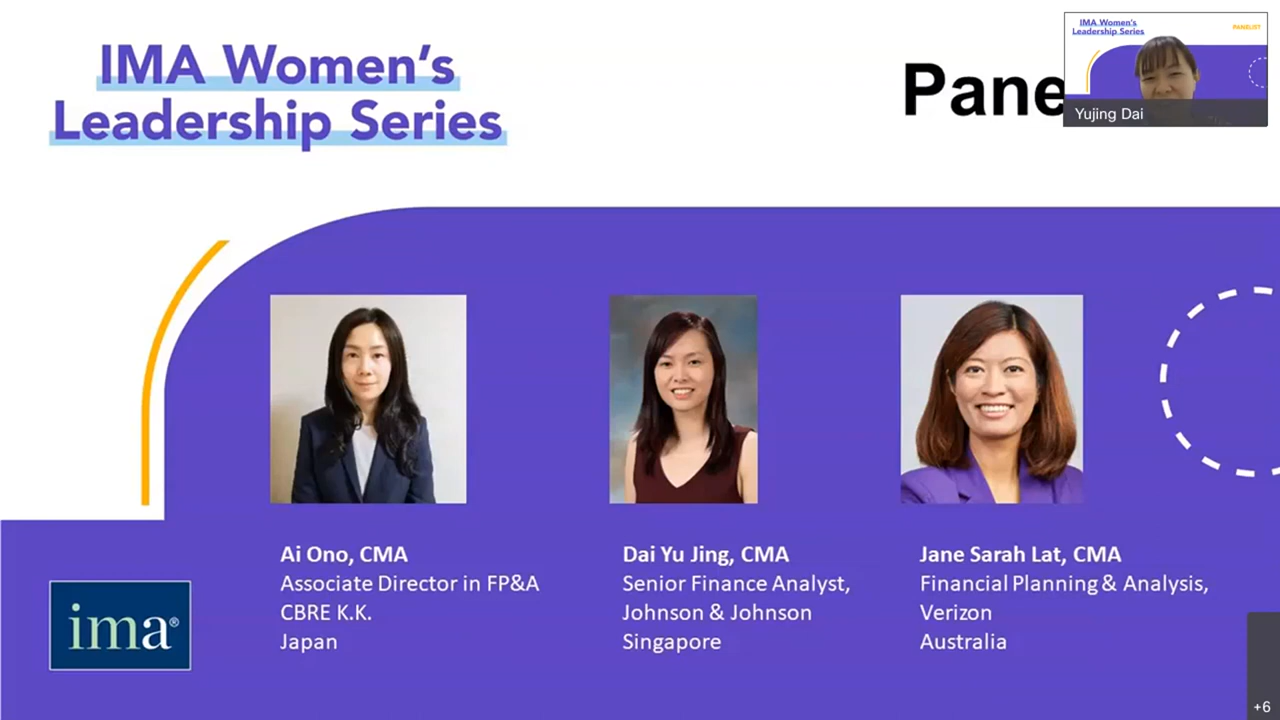 IMA Women's
Leadership Series
Pane
IMA Women's
Leadership Series
PANELIST
Yujing Dai
Ai Ono, CMA
Associate Director in FP&A
CBRE K.K.
Japan
Dai Yu Jing, CMA
Senior Finance Analyst,
Johnson & Johnson
Singapore
Jane Sarah Lat, CMA
Financial Planning & Analysis,
Verizon
Australia
ima®
+6